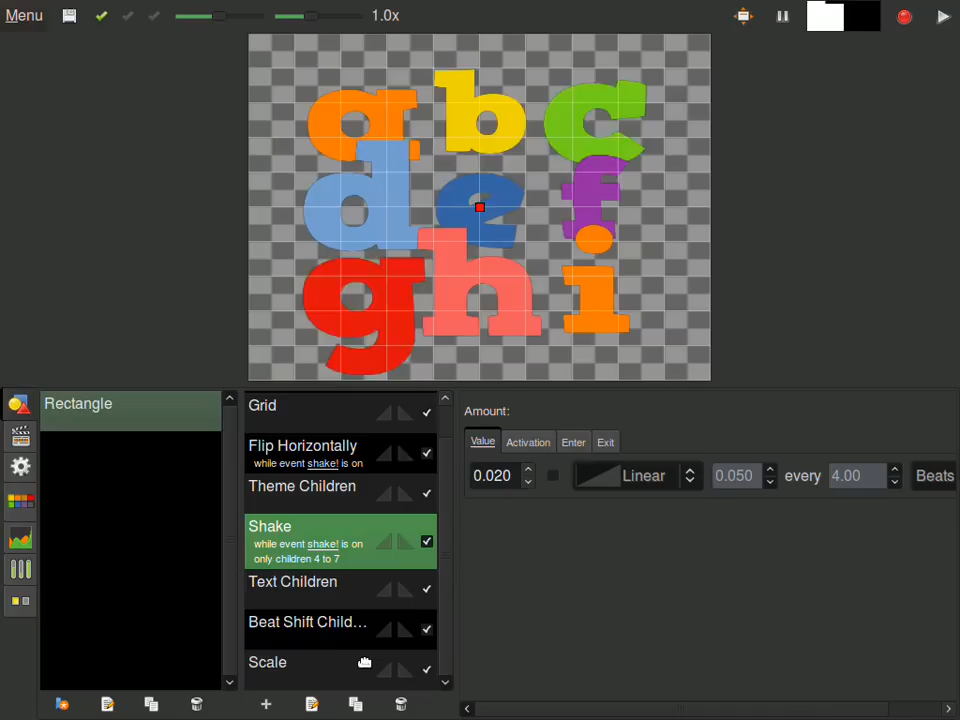 Menu
1.0x
a b c
d e f
g h i
Rectangle
Grid
Flip Horizontally
while event shake! is on
Theme Children
Shake
while event shake! is on
only children 4 to 7
Text Children
Beat Shift Child...
Scale
Amount:
Value Activation Enter Exit
0.020 Linear 0.050 every 4.00 Beats